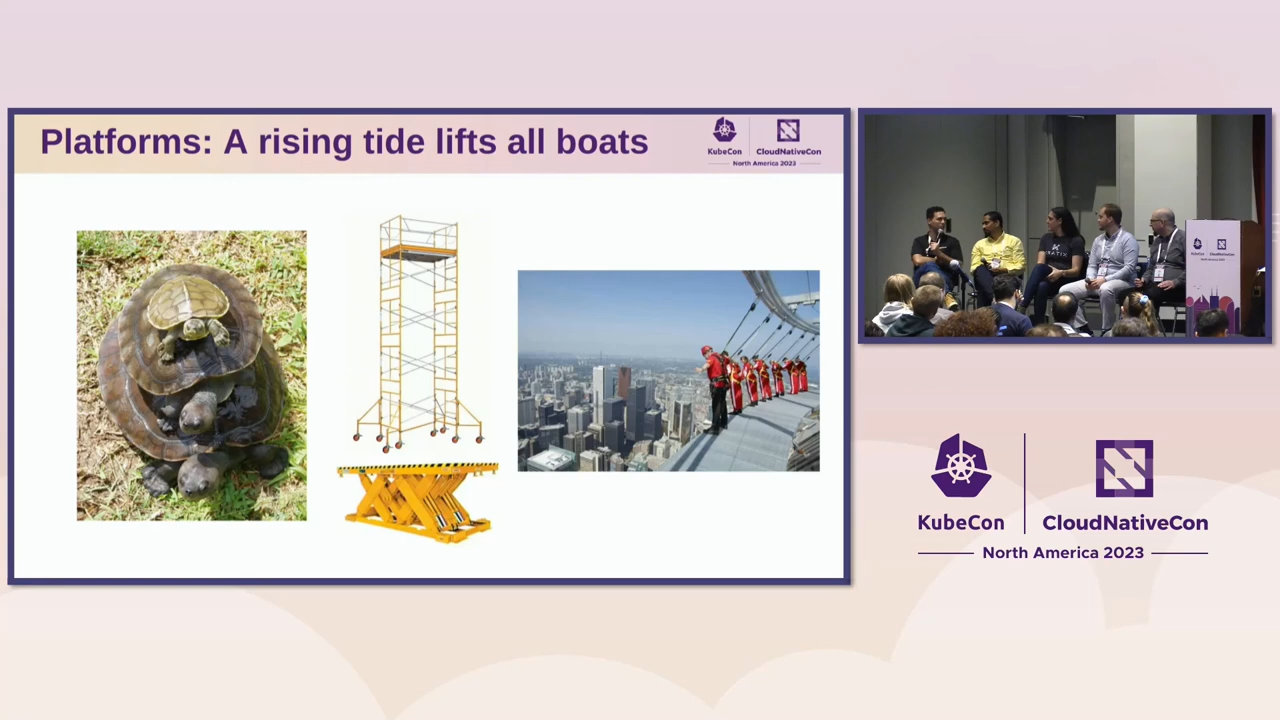 Platforms: A rising tide lifts all boats
KubeCon
CloudNativeCon
North America 2023
KubeCon
CloudNativeCon
North America 2023